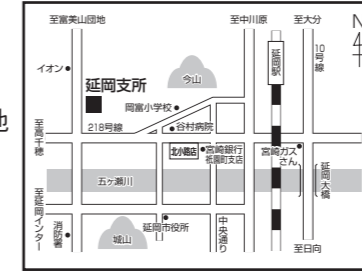 至富美山団地
至中川原
至大分
イオン
今山
延岡駅
10号線
延岡支所
岡富小学校
地
218号線
谷村病院
至高千穂
北小路店
宮崎銀行
祇園町支店
宮崎ガス
さん
五ヶ瀬川
延岡大橋
至延岡インター
消防署
城山
延岡市役所
中央通り
至日向